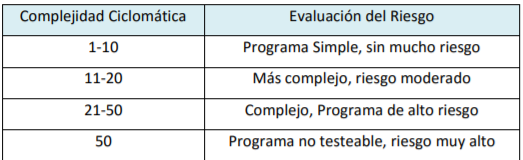 Complejidad Ciclomática Evaluación del Riesgo
1-10 Programa Simple, sin mucho riesgo
11-20 Más complejo, riesgo moderado
21-50 Complejo, Programa de alto riesgo
50 Programa no testeable, riesgo muy alto